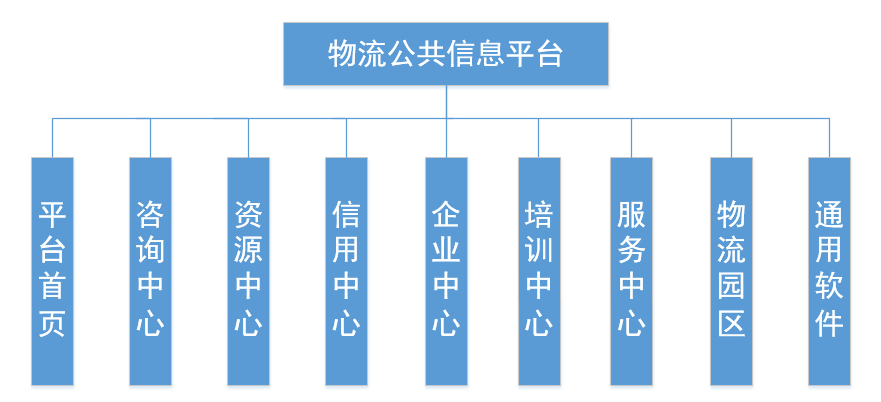 物流公共信息平台
平台首页
咨询中心
资源中心
信用中心
企业中心
培训中心
服务中心
物流园区
通用软件